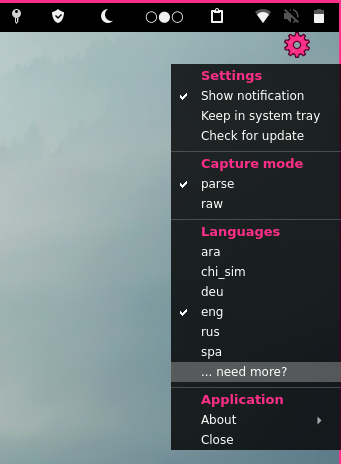 Settings
Show notification
Keep in system tray
Check for update
Capture mode
parse
raw
Languages
ara
chi_sim
deu
eng
rus
spa
... need more?
Application
About
Close